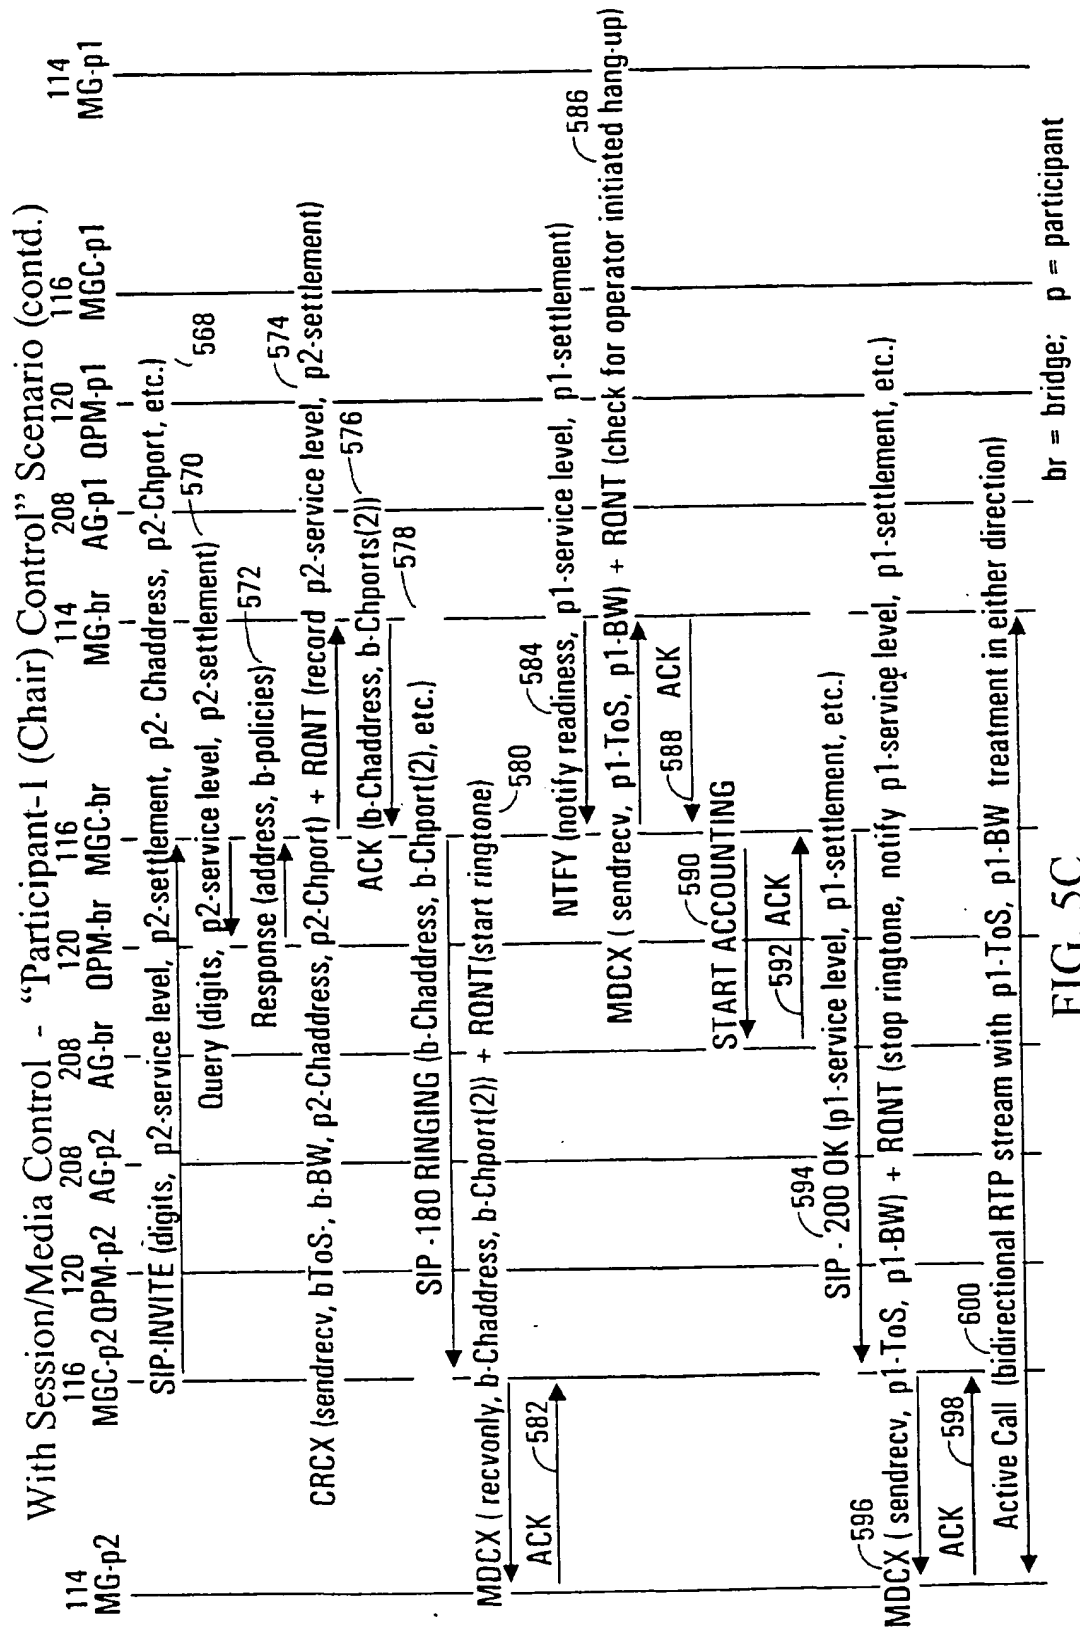 With Session/Media Control - "Participant-1 (Chair) Control" Scenario (contd.)
114 116 120 208 208 120 116 114 208 120 116 114
MG-p2 MGC-p2 QPM-p2 AG-p2 AG-br QPM-br MGC-br MG-br AG-p1 QPM-p1 MGC-p1 MG-p1
SIP-INVITE (digits, p2-service level, p2-settlement, p2- Chaddress, p2-Chport, etc.)
568
Query (digits, p2-service level, p2-settlement)
570
Response (address, b-policies)
572
574
CRCX (sendrecv, bToS-, b-BW, p2-Chaddress, p2-Chport) + RQNT (record p2-service level, p2-settlement)
576
ACK (b-Chaddress, b-Chports(2))
578
SIP -180 RINGING (b-Chaddress, b-Chport(2), etc.)
MDCX ( recvonly, b-Chaddress, b-Chport(2)) + RQNT(start ringtone)
580
ACK
582
584
NTFY (notify readiness, p1-service level, p1-settlement)
586
MDCX ( sendrecv, p1-ToS, p1-BW) + RQNT (check for operator initiated hang-up)
588 ACK
590
START ACCOUNTING
592 ACK
594
SIP - 200 OK (p1-service level, p1-settlement, etc.)
596
MDCX ( sendrecv, p1-ToS, p1-BW) + RQNT (stop ringtone, notify p1-service level, p1-settlement, etc.)
ACK
598
600
Active Call (bidirectional RTP stream with p1-ToS, p1-BW treatment in either direction)
br = bridge; p = participant
FIG. 5C